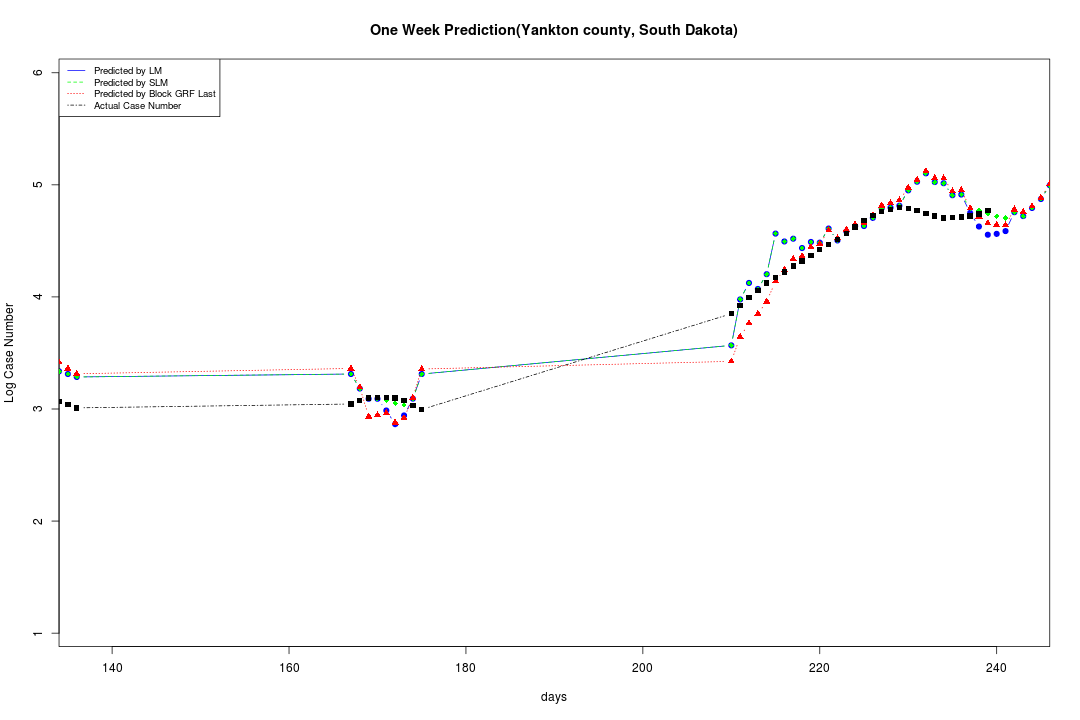 One Week Prediction(Yankton county, South Dakota)
Predicted by LM
Predicted by SLM
Predicted by Block GRF Last
Actual Case Number
6
5
4
3
2
1
Log Case Number
140 160 180 200 220 240
days